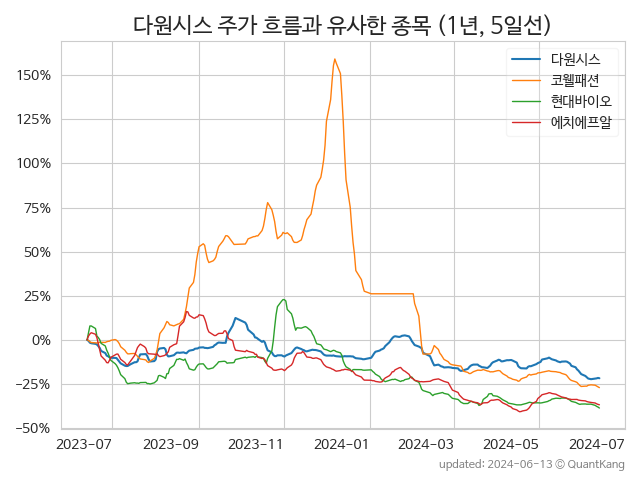 다원시스 주가 흐름과 유사한 종목 (1년, 5일선)
다원시스
코웰패션
현대바이오
에치에프알
150%
125%
100%
75%
50%
25%
0%
−25%
−50%
2023-07 2023-09 2023-11 2024-01 2024-03 2024-05 2024-07
updated: 2024-06-13 © QuantKang